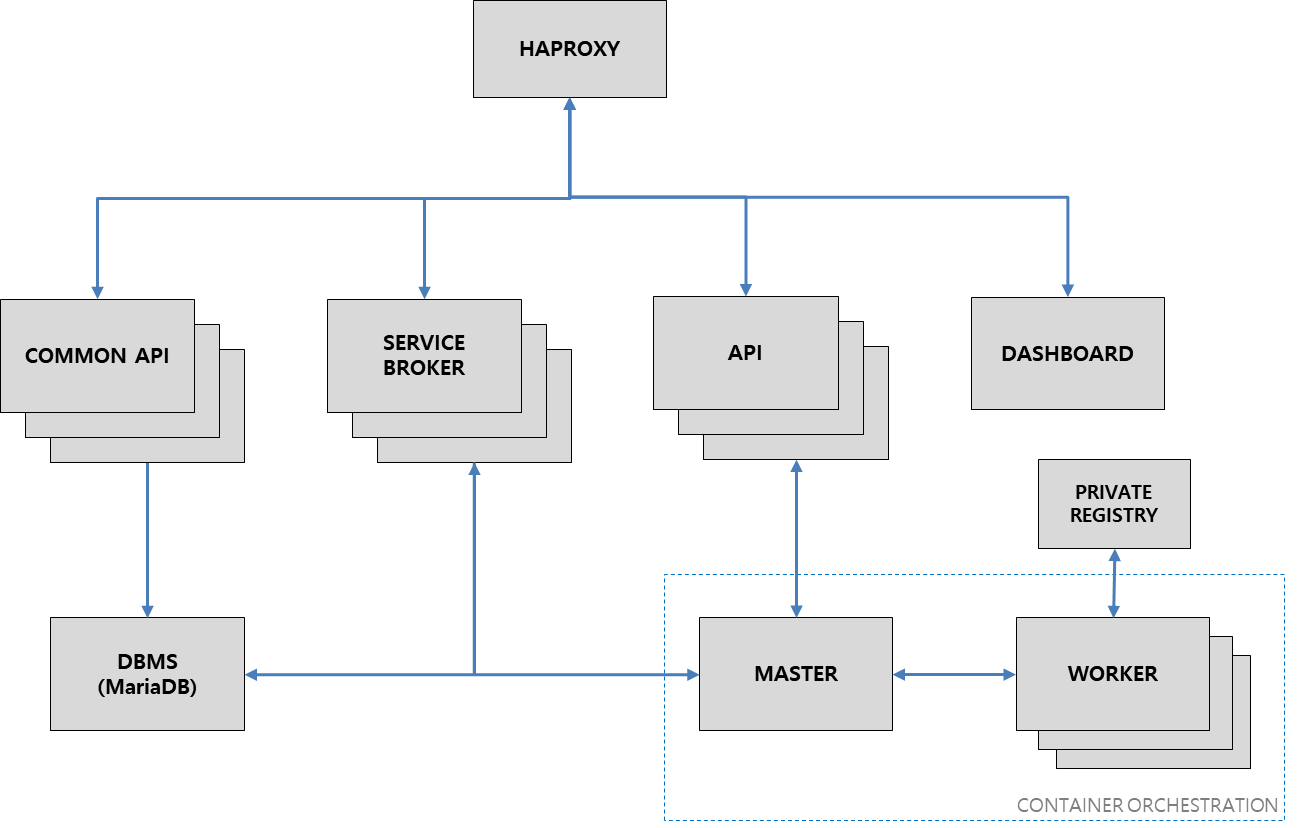 HAPROXY
COMMON API
SERVICE
BROKER
API
DASHBOARD
PRIVATE
REGISTRY
DBMS
(MariaDB)
MASTER
WORKER
CONTAINER ORCHESTRATION